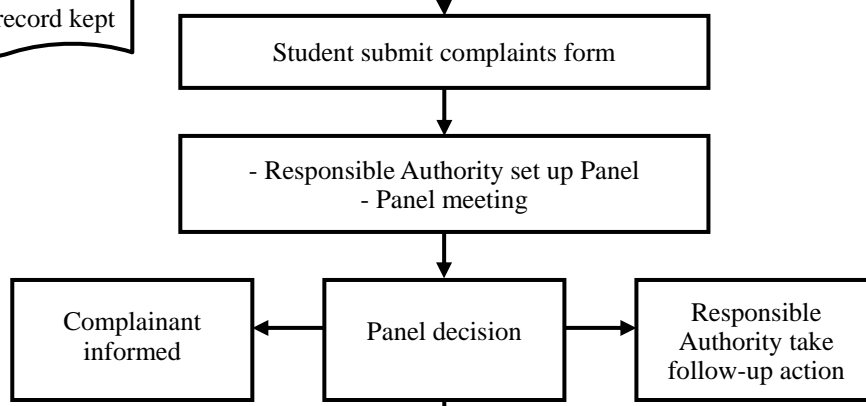 record kept
Student submit complaints form
- Responsible Authority set up Panel
- Panel meeting
Complainant
informed
Panel decision
Responsible
Authority take
follow-up action